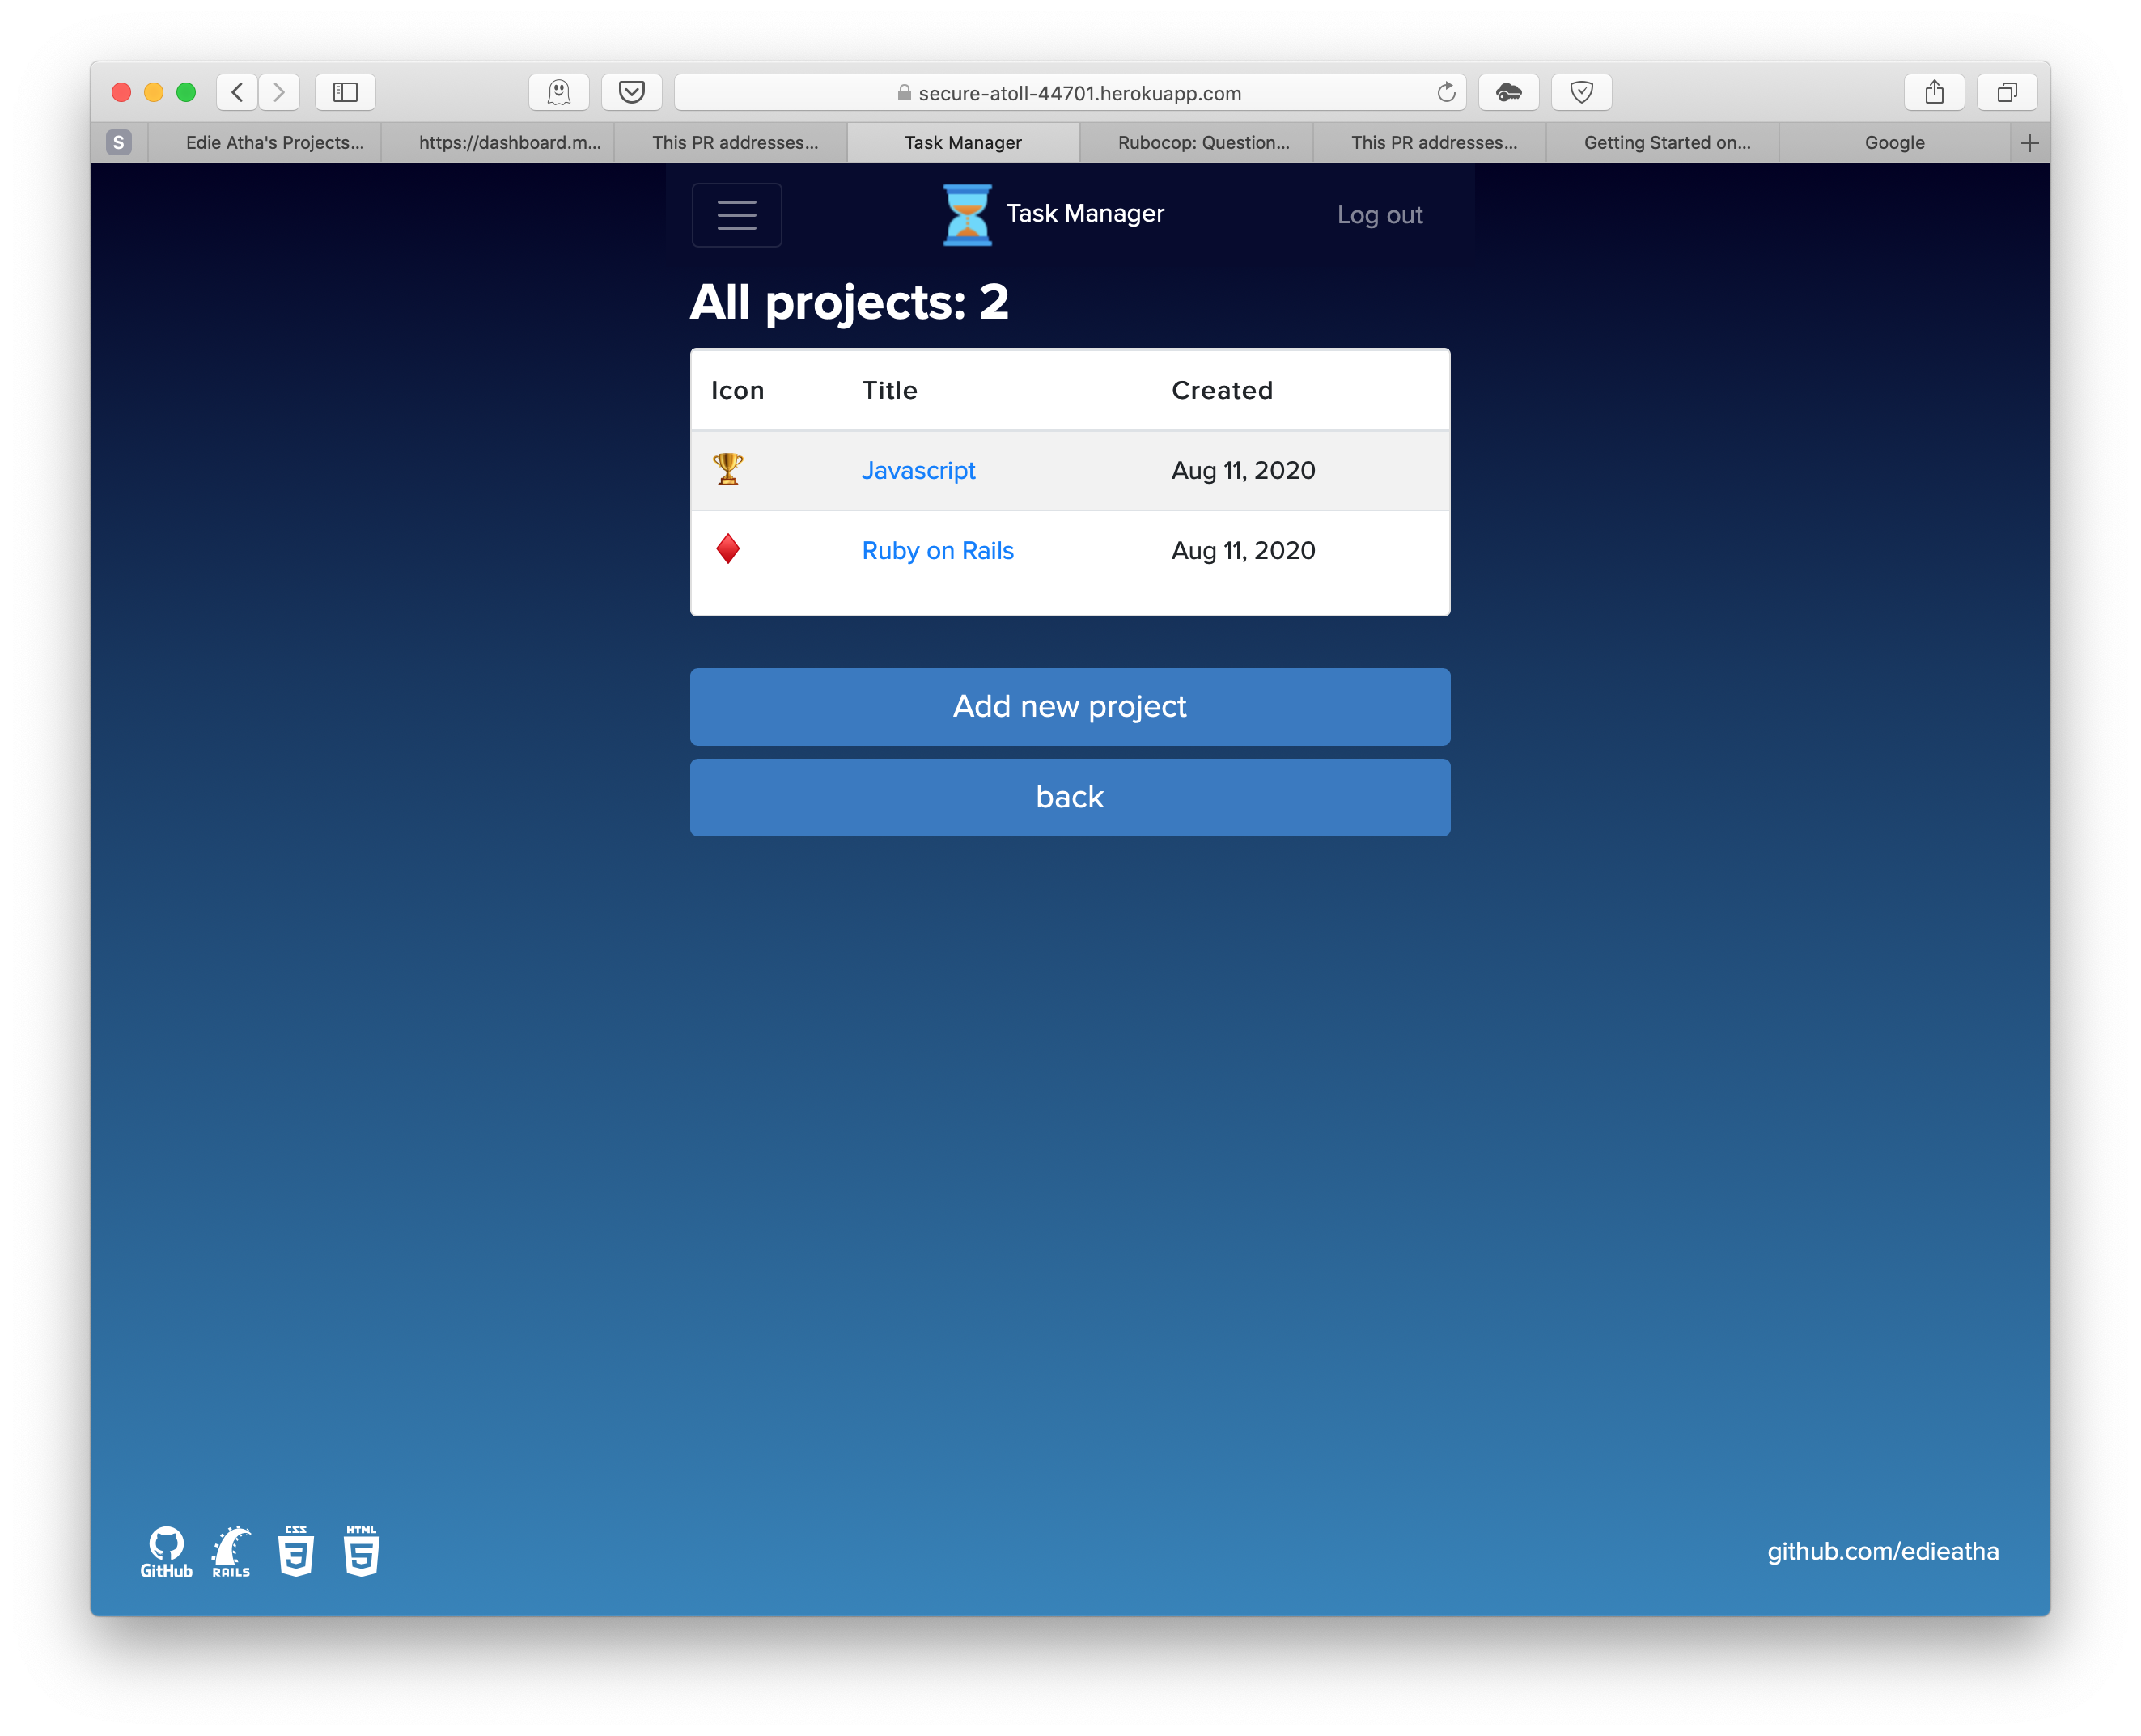 secure-atoll-44701.herokuapp.com
S
Edie Atha's Projects...
https://dashboard.m...
This PR addresses...
Task Manager
Rubocop: Question...
This PR addresses...
Getting Started on...
Google
Task Manager
Log out
All projects: 2
Icon Title Created
Javascript Aug 11, 2020
Ruby on Rails Aug 11, 2020
Add new project
back
GitHub
RAILS
CSS
3
HTML
5
github.com/edieatha